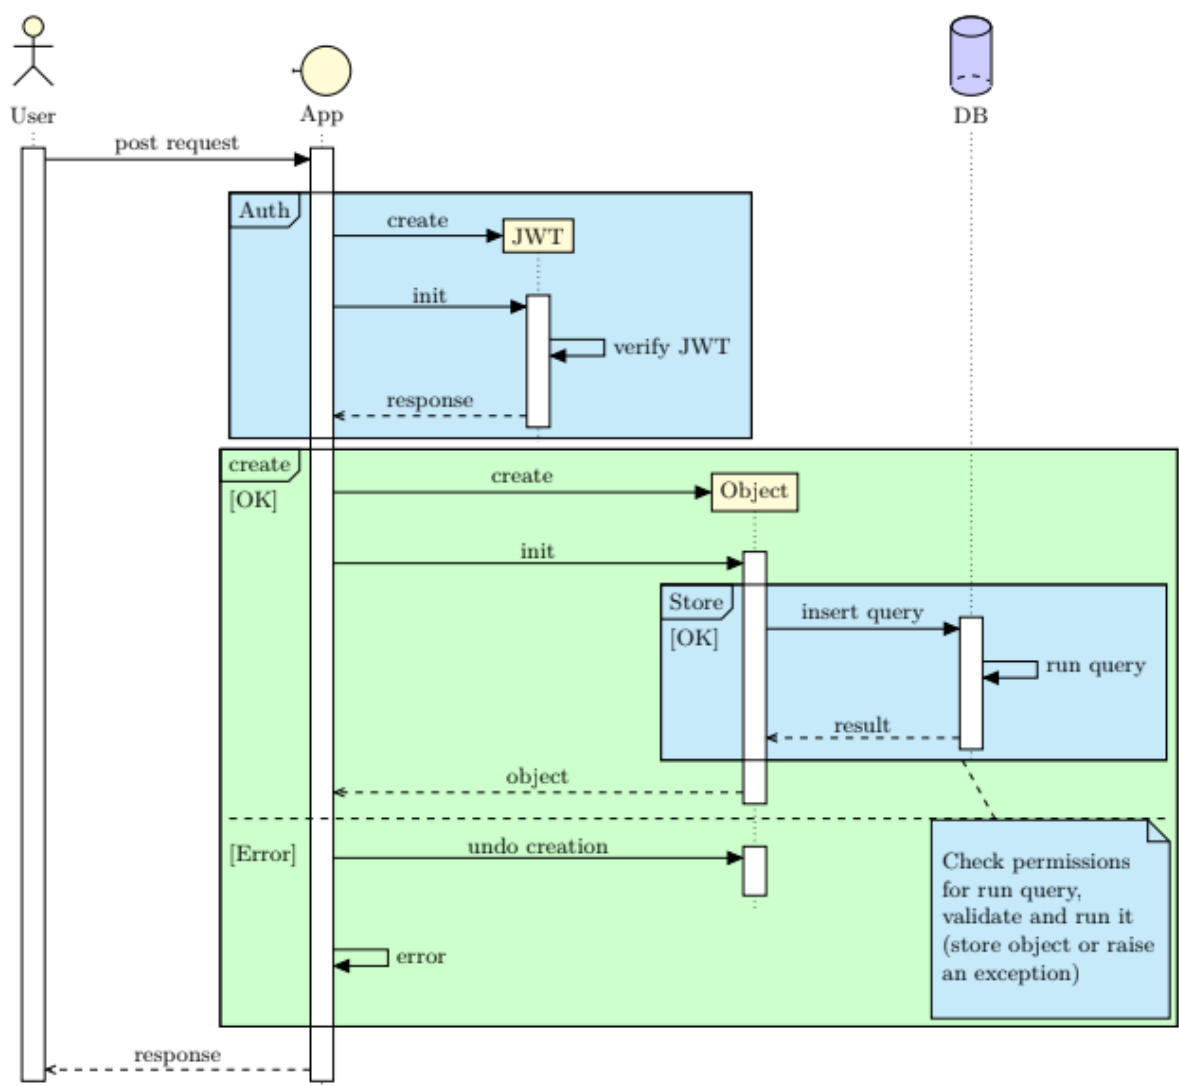 User
App
DB
post request
Auth
create
JWT
init
verify JWT
response
create
[OK]
create
Object
init
Store
[OK]
insert query
run query
result
object
[Error]
undo creation
Check permissions
for run query,
validate and run it
(store object or raise
an exception)
error
response